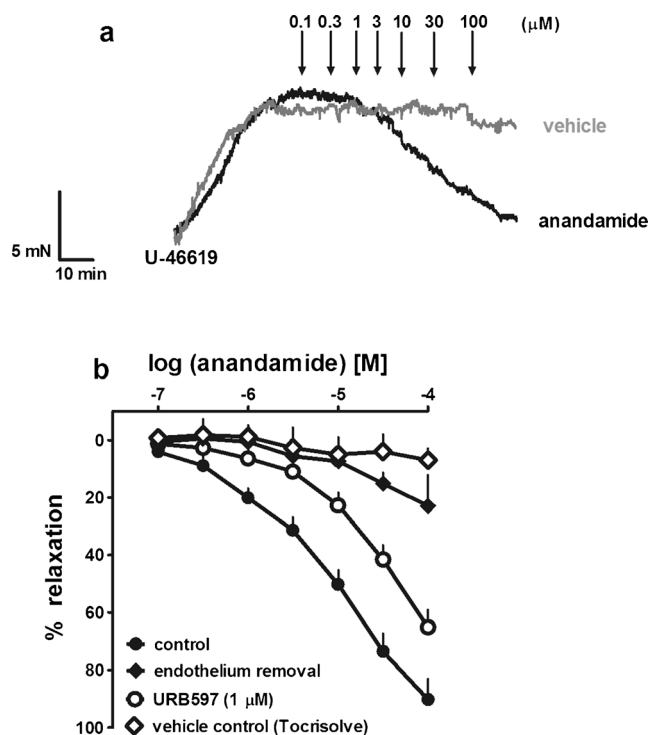 a
0.1 0.3 1 3 10 30 100 (μM)
vehicle
anandamide
5 mN
10 min
U-46619
b
log (anandamide) [M]
-7 -6 -5 -4
0
20
40
60
80
100
% relaxation
control
endothelium removal
URB597 (1 μM)
vehicle control (Tocrisolve)